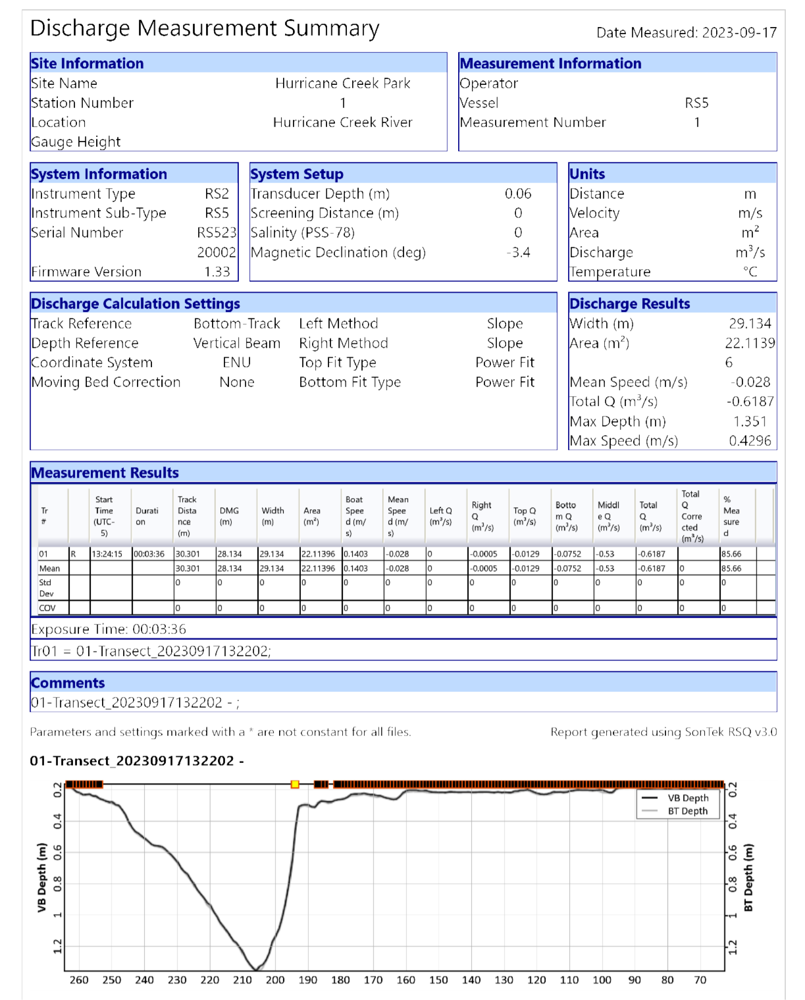 Discharge Measurement Summary
Date Measured: 2023-09-17
Site Information
Site Name Hurricane Creek Park
Station Number 1
Location Hurricane Creek River
Gauge Height
Measurement Information
Operator
Vessel RS5
Measurement Number 1
System Information
Instrument Type RS2
Instrument Sub-Type RS5
Serial Number RS523
20002
Firmware Version 1.33
System Setup
Transducer Depth (m) 0.06
Screening Distance (m) 0
Salinity (PSS-78) 0
Magnetic Declination (deg) -3.4
Units
Distance m
Velocity m/s
Area m²
Discharge m³/s
Temperature °C
Discharge Calculation Settings
Track Reference Bottom-Track Left Method Slope
Depth Reference Vertical Beam Right Method Slope
Coordinate System ENU Top Fit Type Power Fit
Moving Bed Correction None Bottom Fit Type Power Fit
Discharge Results
Width (m) 29.134
Area (m²) 22.1139
6
Mean Speed (m/s) -0.028
Total Q (m³/s) -0.6187
Max Depth (m) 1.351
Max Speed (m/s) 0.4296
Measurement Results
Tr
#
Start
Time
(UTC-
5)
Durati
on
Track
Dista
nce
(m)
DMG
(m)
Width
(m)
Area
(m²)
Boat
Spee
d (m/
s)
Mean
Spee
d (m/
s)
Left Q
(m³/s)
Right
Q
(m³/s)
Top Q
(m³/s)
Botto
m Q
(m³/s)
Middl
e Q
(m³/s)
Total
Q
(m³/s)
Total
Q
Corre
cted
(m³/s)
%
Mea
sure
d
01 R 13:24:15 00:03:36 30.301 28.134 29.134 22.11396 0.1403 -0.028 0 -0.0005 -0.0129 -0.0752 -0.53 -0.6187 85.66
Mean 30.301 28.134 29.134 22.11396 0.1403 -0.028 0 -0.0005 -0.0129 -0.0752 -0.53 -0.6187 0 85.66
Std
Dev
0 0 0 0 0 0 0 0 0 0 0 0 0 0
COV 0 0 0 0 0 0 0 0 0 0 0 0 0 0
Exposure Time: 00:03:36
Tr01 = 01-Transect_20230917132202;
Comments
01-Transect_20230917132202 - ;
Parameters and settings marked with a * are not constant for all files.
Report generated using SonTek RSQ v3.0
01-Transect_20230917132202 -
VB Depth (m)
0.2
0.4
0.6
0.8
1
1.2
VB Depth
BT Depth
0.2
0.4
0.6
0.8
1
1.2
BT Depth (m)
260 250 240 230 220 210 200 190 180 170 160 150 140 130 120 110 100 90 80 70